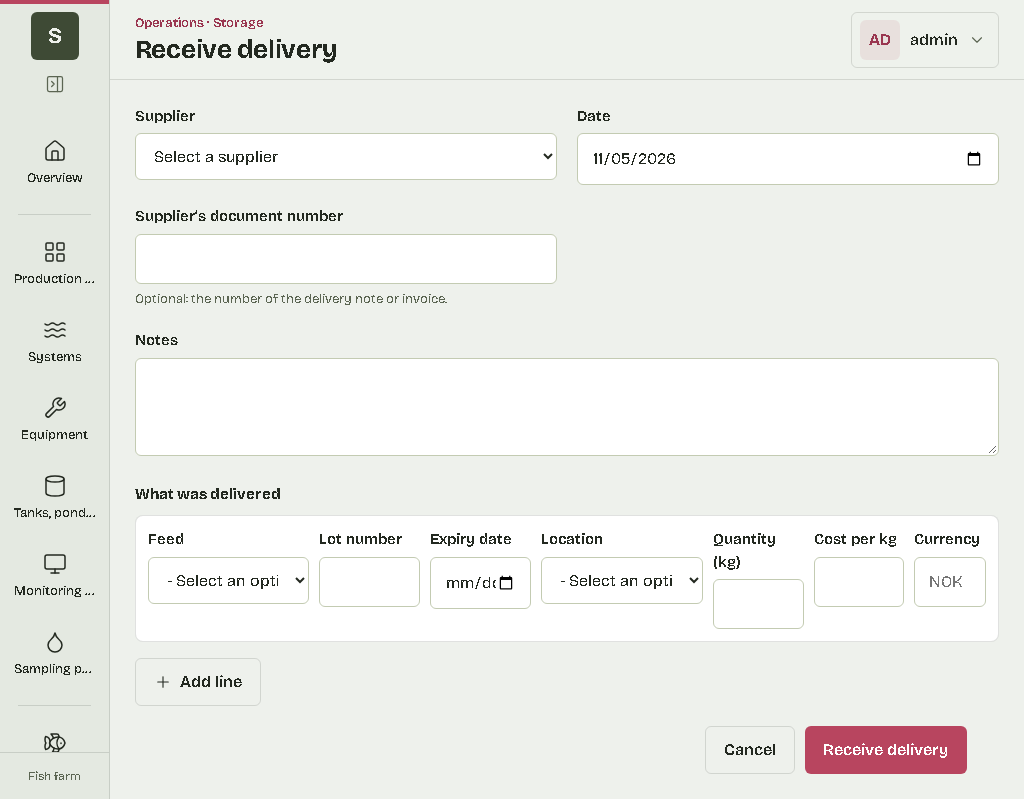 S
Operations · Storage
Receive delivery
AD admin
Overview
Production ...
Systems
Equipment
Tanks, pond...
Monitoring ...
Sampling p...
Fish farm
Supplier
Select a supplier
Date
11/05/2026
Supplier's document number
Optional: the number of the delivery note or invoice.
Notes
What was delivered
Feed
Lot number
Expiry date
Location
Quantity
(kg)
Cost per kg
Currency
- Select an opti
mm/d
- Select an opti
NOK
Add line
Cancel
Receive delivery